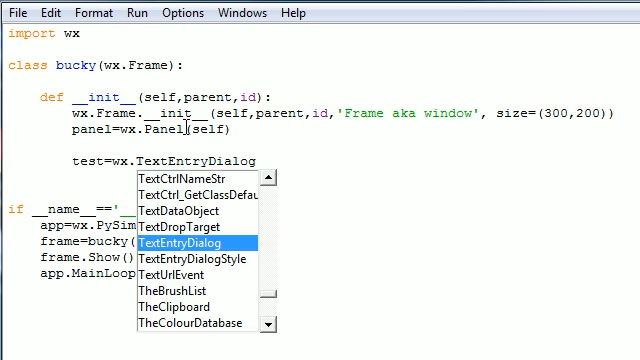 File Edit Format Run Options Windows Help
import wx
class bucky(wx.Frame):
def __init__(self,parent,id):
wx.Frame.__init__(self,parent,id,'Frame aka window', size=(300,200))
panel=wx.Panel(self)
test=wx.TextEntryDialog
TextCtrlNameStr
TextCtrl_GetClassDefau
TextDataObject
TextDropTarget
TextEntryDialog
TextEntryDialogStyle
TextUrlEvent
TheBrushList
TheClipboard
TheColourDatabase
if __name__=='__
app=wx.PySim
frame=bucky(
frame.Show()
app.MainLoop